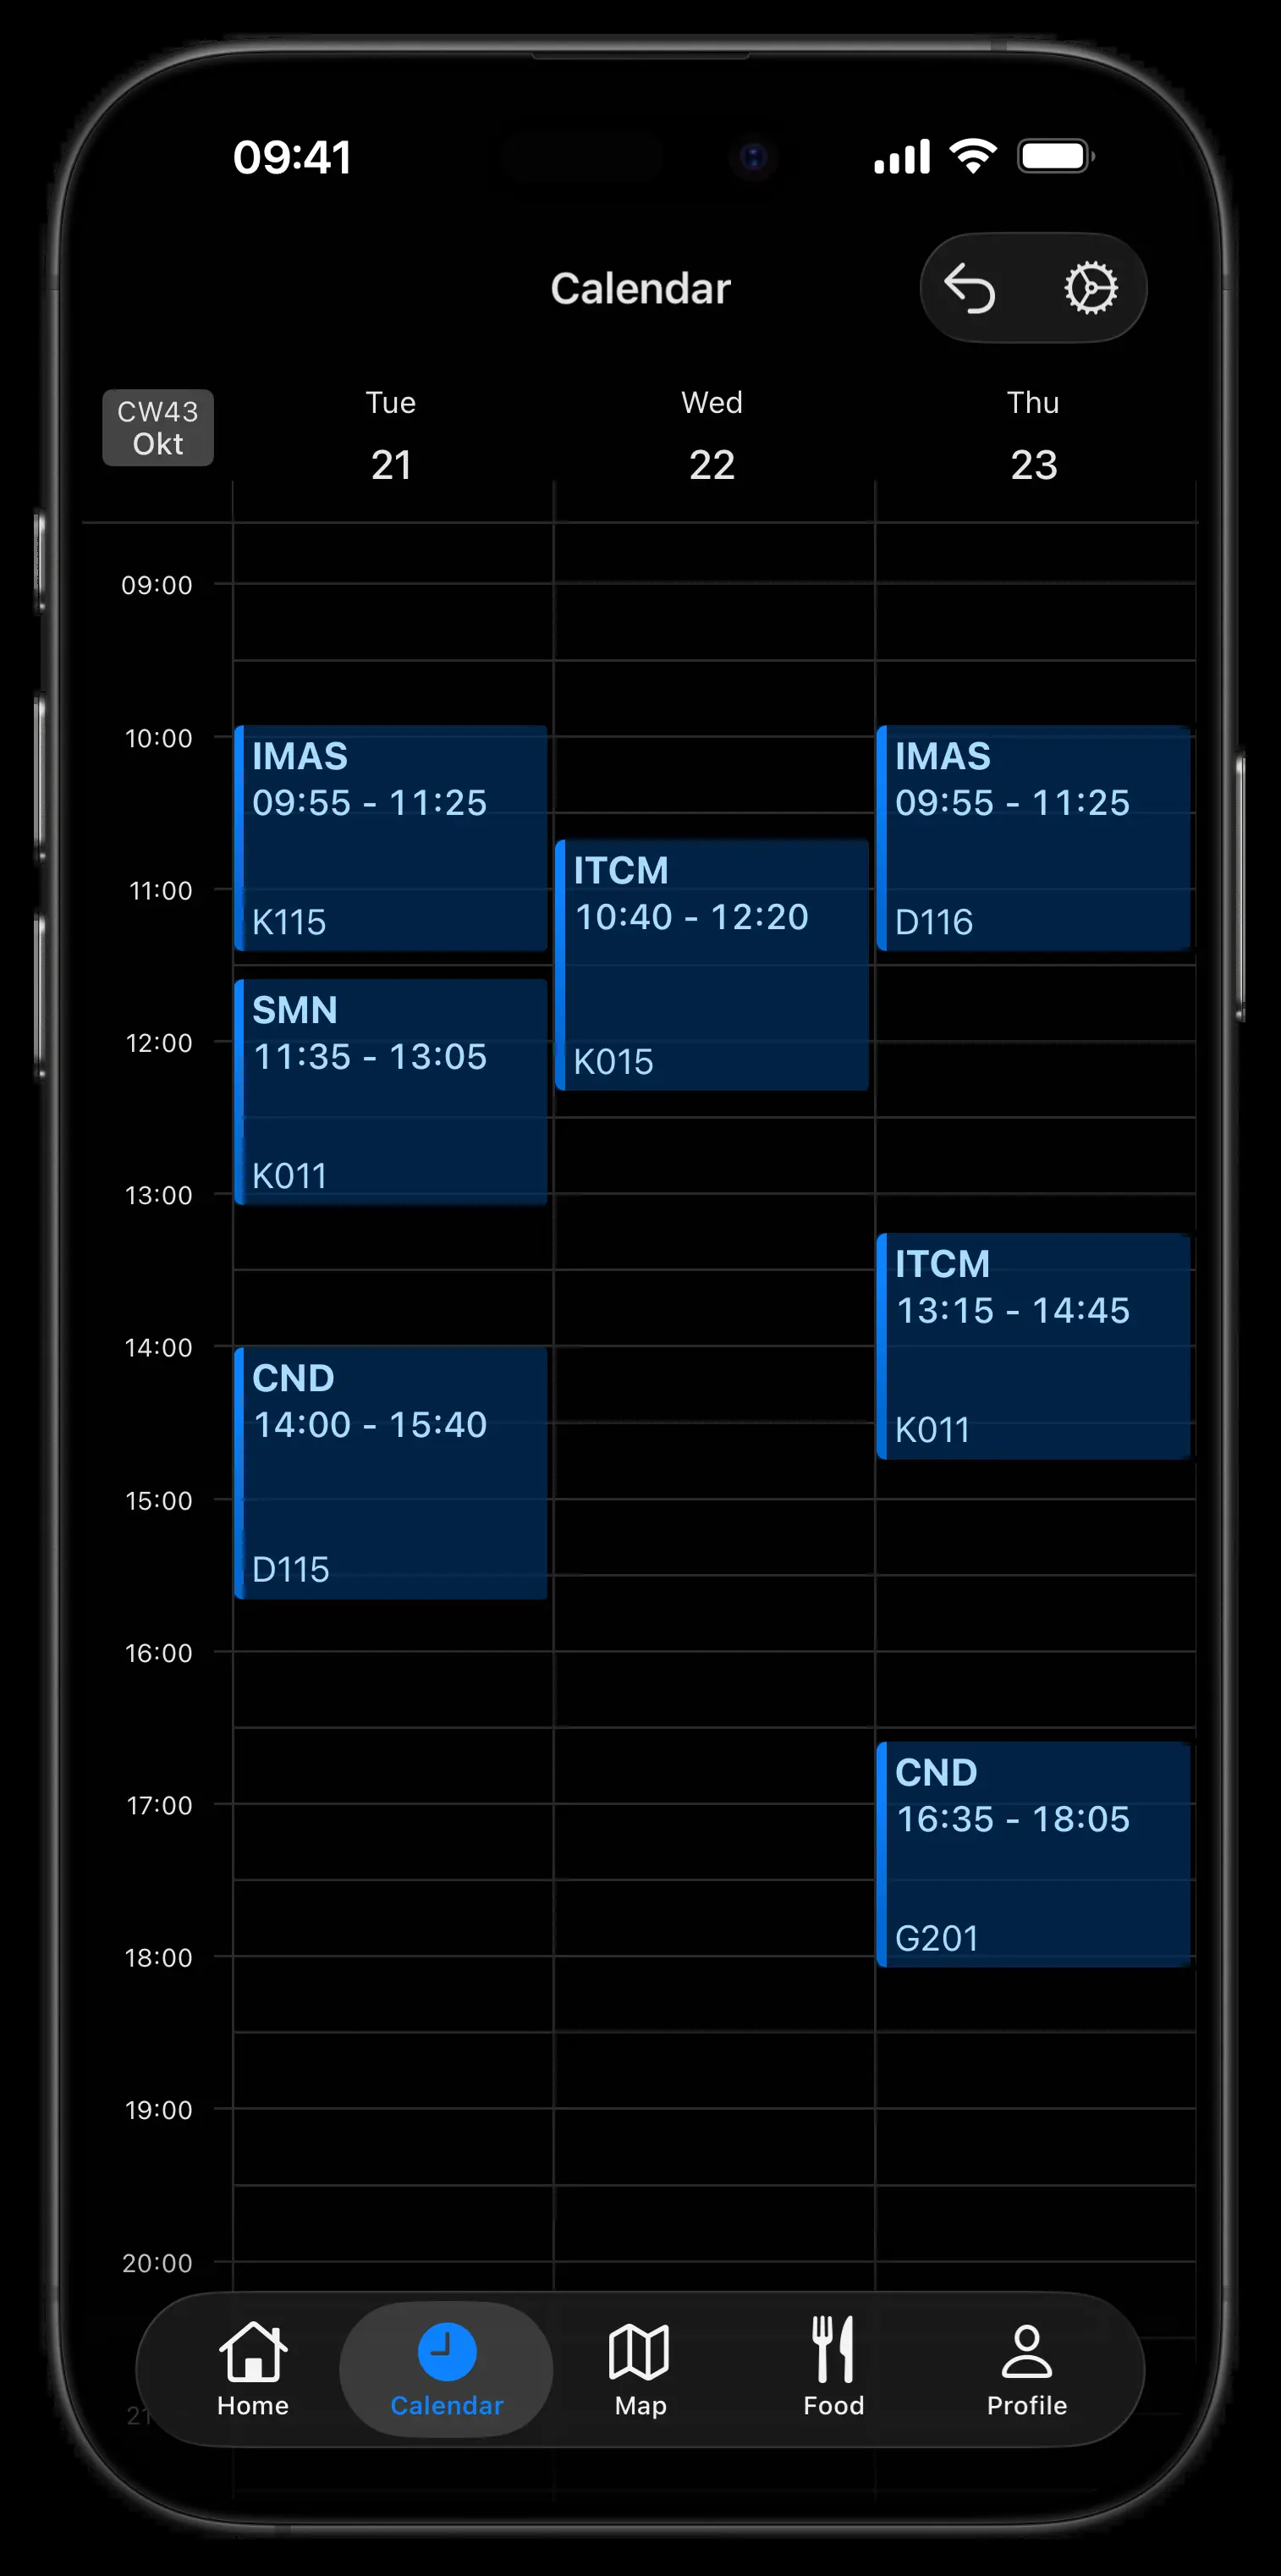 09:41
Calendar
CW43
Okt
Tue
21
Wed
22
Thu
23
09:00
10:00
11:00
12:00
13:00
14:00
15:00
16:00
17:00
18:00
19:00
20:00
21
IMAS
09:55 - 11:25
K115
SMN
11:35 - 13:05
K011
CND
14:00 - 15:40
D115
ITCM
10:40 - 12:20
K015
IMAS
09:55 - 11:25
D116
ITCM
13:15 - 14:45
K011
CND
16:35 - 18:05
G201
Home
Calendar
Map
Food
Profile